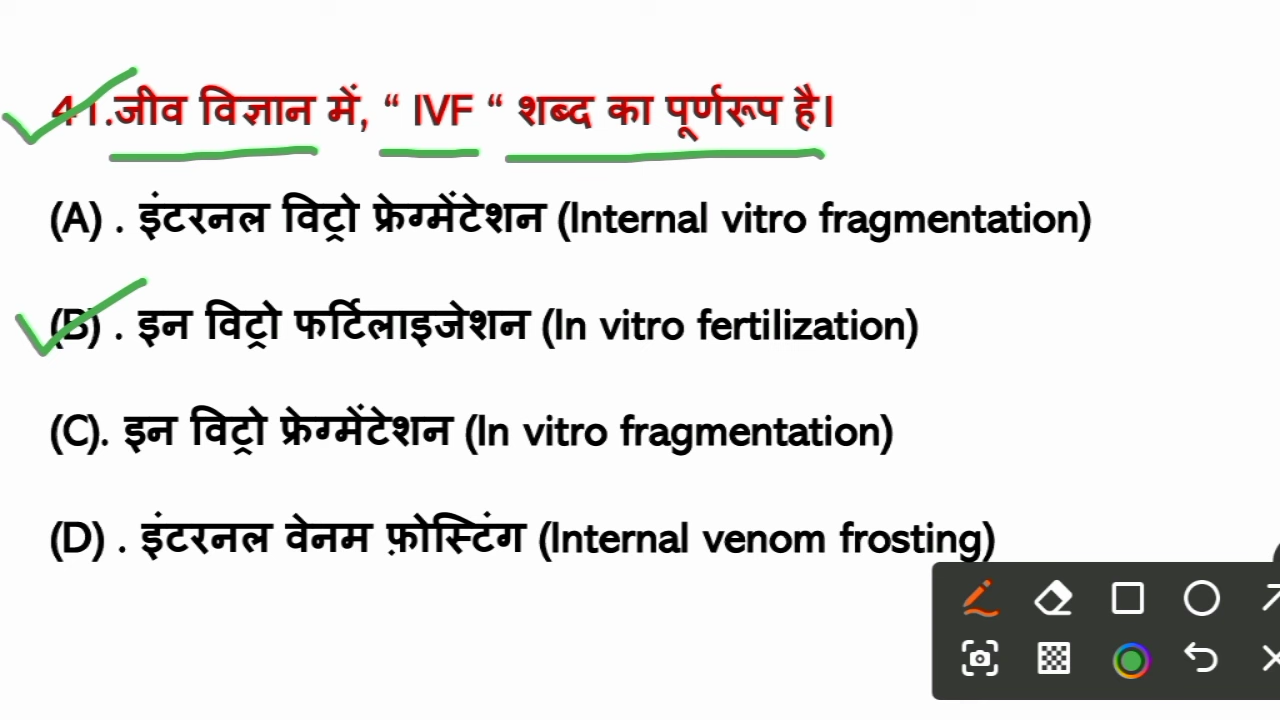 41.जीव विज्ञान में, “ IVF “ शब्द का पूर्णरूप है।
(A) . इंटरनल विट्रो फ्रेग्मेंटेशन (Internal vitro fragmentation)
(B) . इन विट्रो फर्टिलाइजेशन (In vitro fertilization)
(C). इन विट्रो फ्रेग्मेंटेशन (In vitro fragmentation)
(D) . इंटरनल वेनम फ़ोस्टिंग (Internal venom frosting)